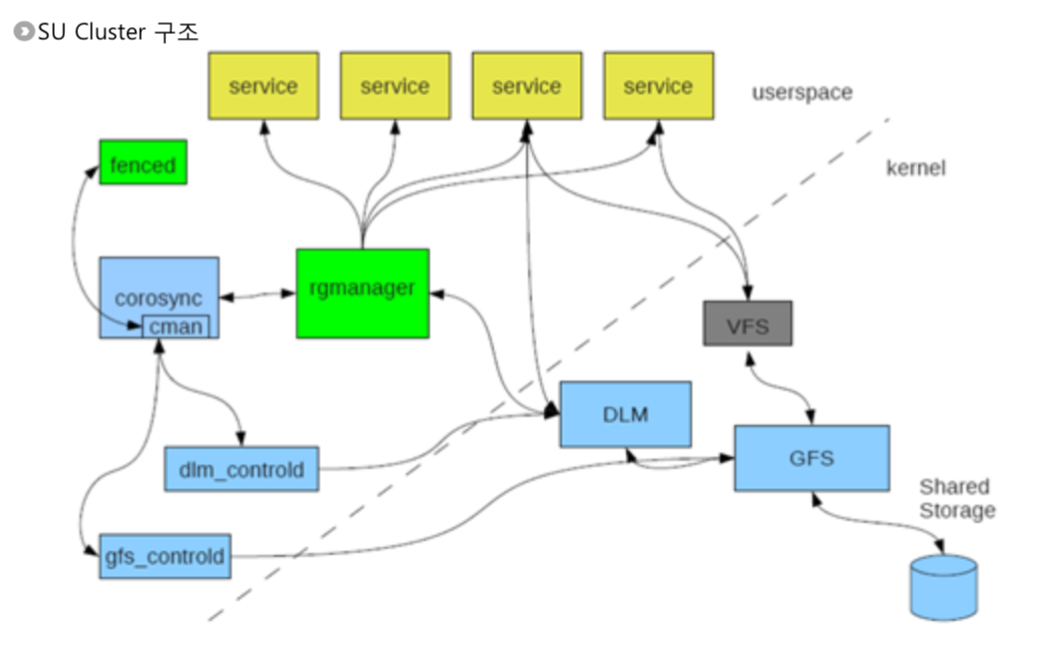 SU Cluster 구조
service
service
service
service
userspace
fenced
kernel
rgmanager
corosync
cman
VFS
DLM
GFS
dlm_controld
Shared
Storage
gfs_controld